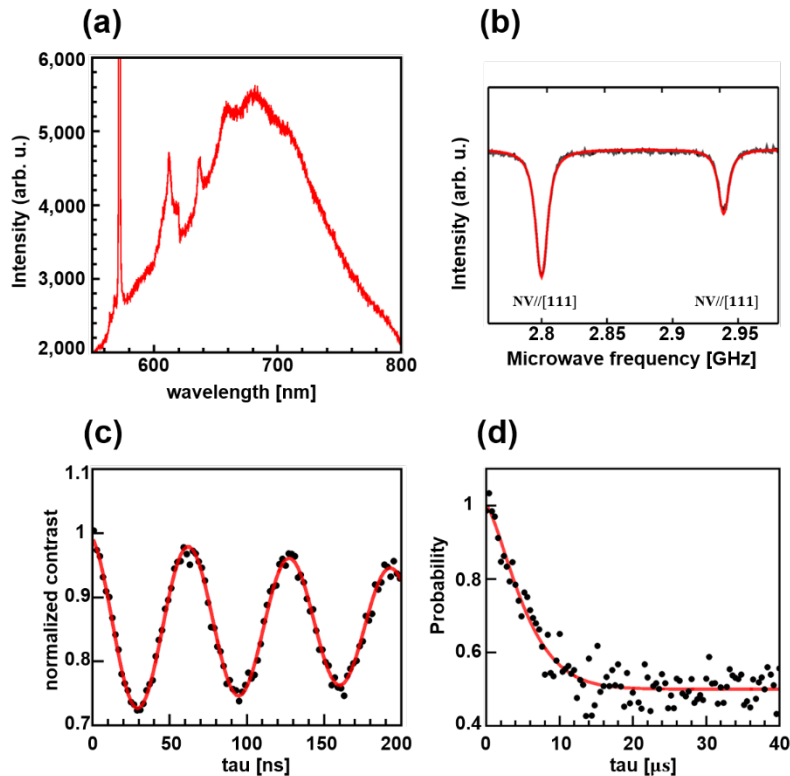 (a)
6,000
5,000
4,000
3,000
2,000
600
700
800
Intensity (arb. u.)
wavelength [nm]
(b)
Intensity (arb. u.)
NV//[111]
NV//[111]
2.8
2.85
2.9
2.95
Microwave frequency [GHz]
(c)
1.1
1
0.9
0.8
0.7
0
50
100
150
200
normalized contrast
tau [ns]
(d)
1
0.8
0.6
0.4
0
10
20
30
40
Probability
tau [µs]